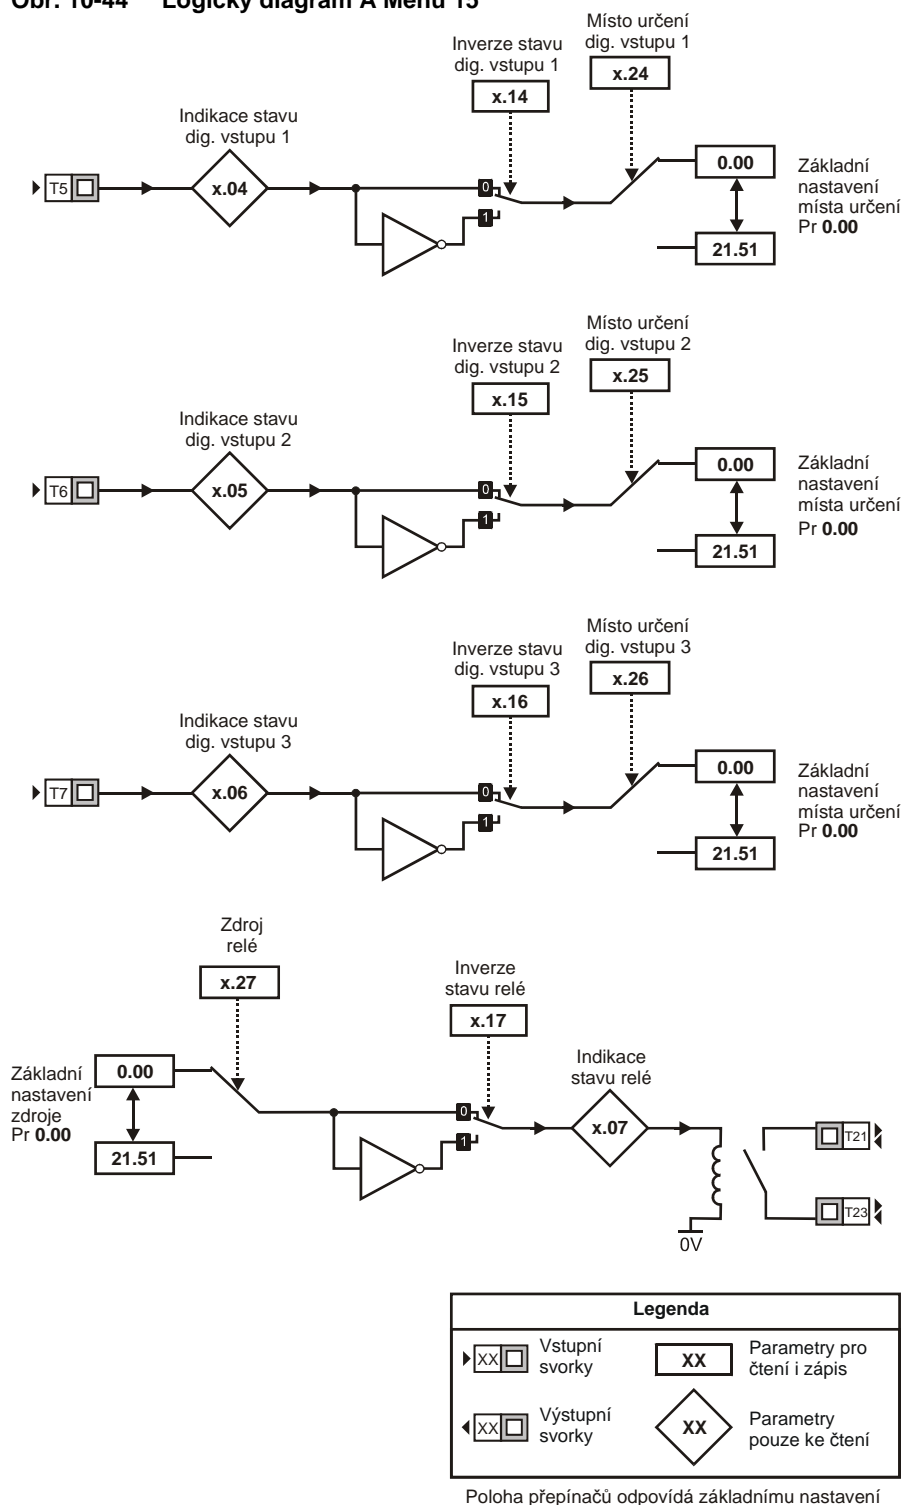 Obr. 10-44 Logický diagram A Menu 15
Místo určení
dig. vstupu 1
Inverze stavu
dig. vstupu 1
x.24
x.14
Indikace stavu
dig. vstupu 1
T5
x.04
0
1
0.00
21.51
Základní
nastavení
místa určení
Pr 0.00
Místo určení
dig. vstupu 2
Inverze stavu
dig. vstupu 2
x.25
x.15
Indikace stavu
dig. vstupu 2
T6
x.05
0
1
0.00
21.51
Základní
nastavení
místa určení
Pr 0.00
Místo určení
dig. vstupu 3
Inverze stavu
dig. vstupu 3
x.26
x.16
Indikace stavu
dig. vstupu 3
T7
x.06
0
1
0.00
21.51
Základní
nastavení
místa určení
Pr 0.00
Zdroj
relé
x.27
Inverze
stavu relé
x.17
Základní
nastavení
zdroje
Pr 0.00
0.00
21.51
0
1
Indikace
stavu relé
x.07
T21
T23
0V
Legenda
XX
Vstupní
svorky
XX
Parametry pro
čtení i zápis
XX
Výstupní
svorky
XX
Parametry
pouze ke čtení
Poloha přepínačů odpovídá základnímu nastavení